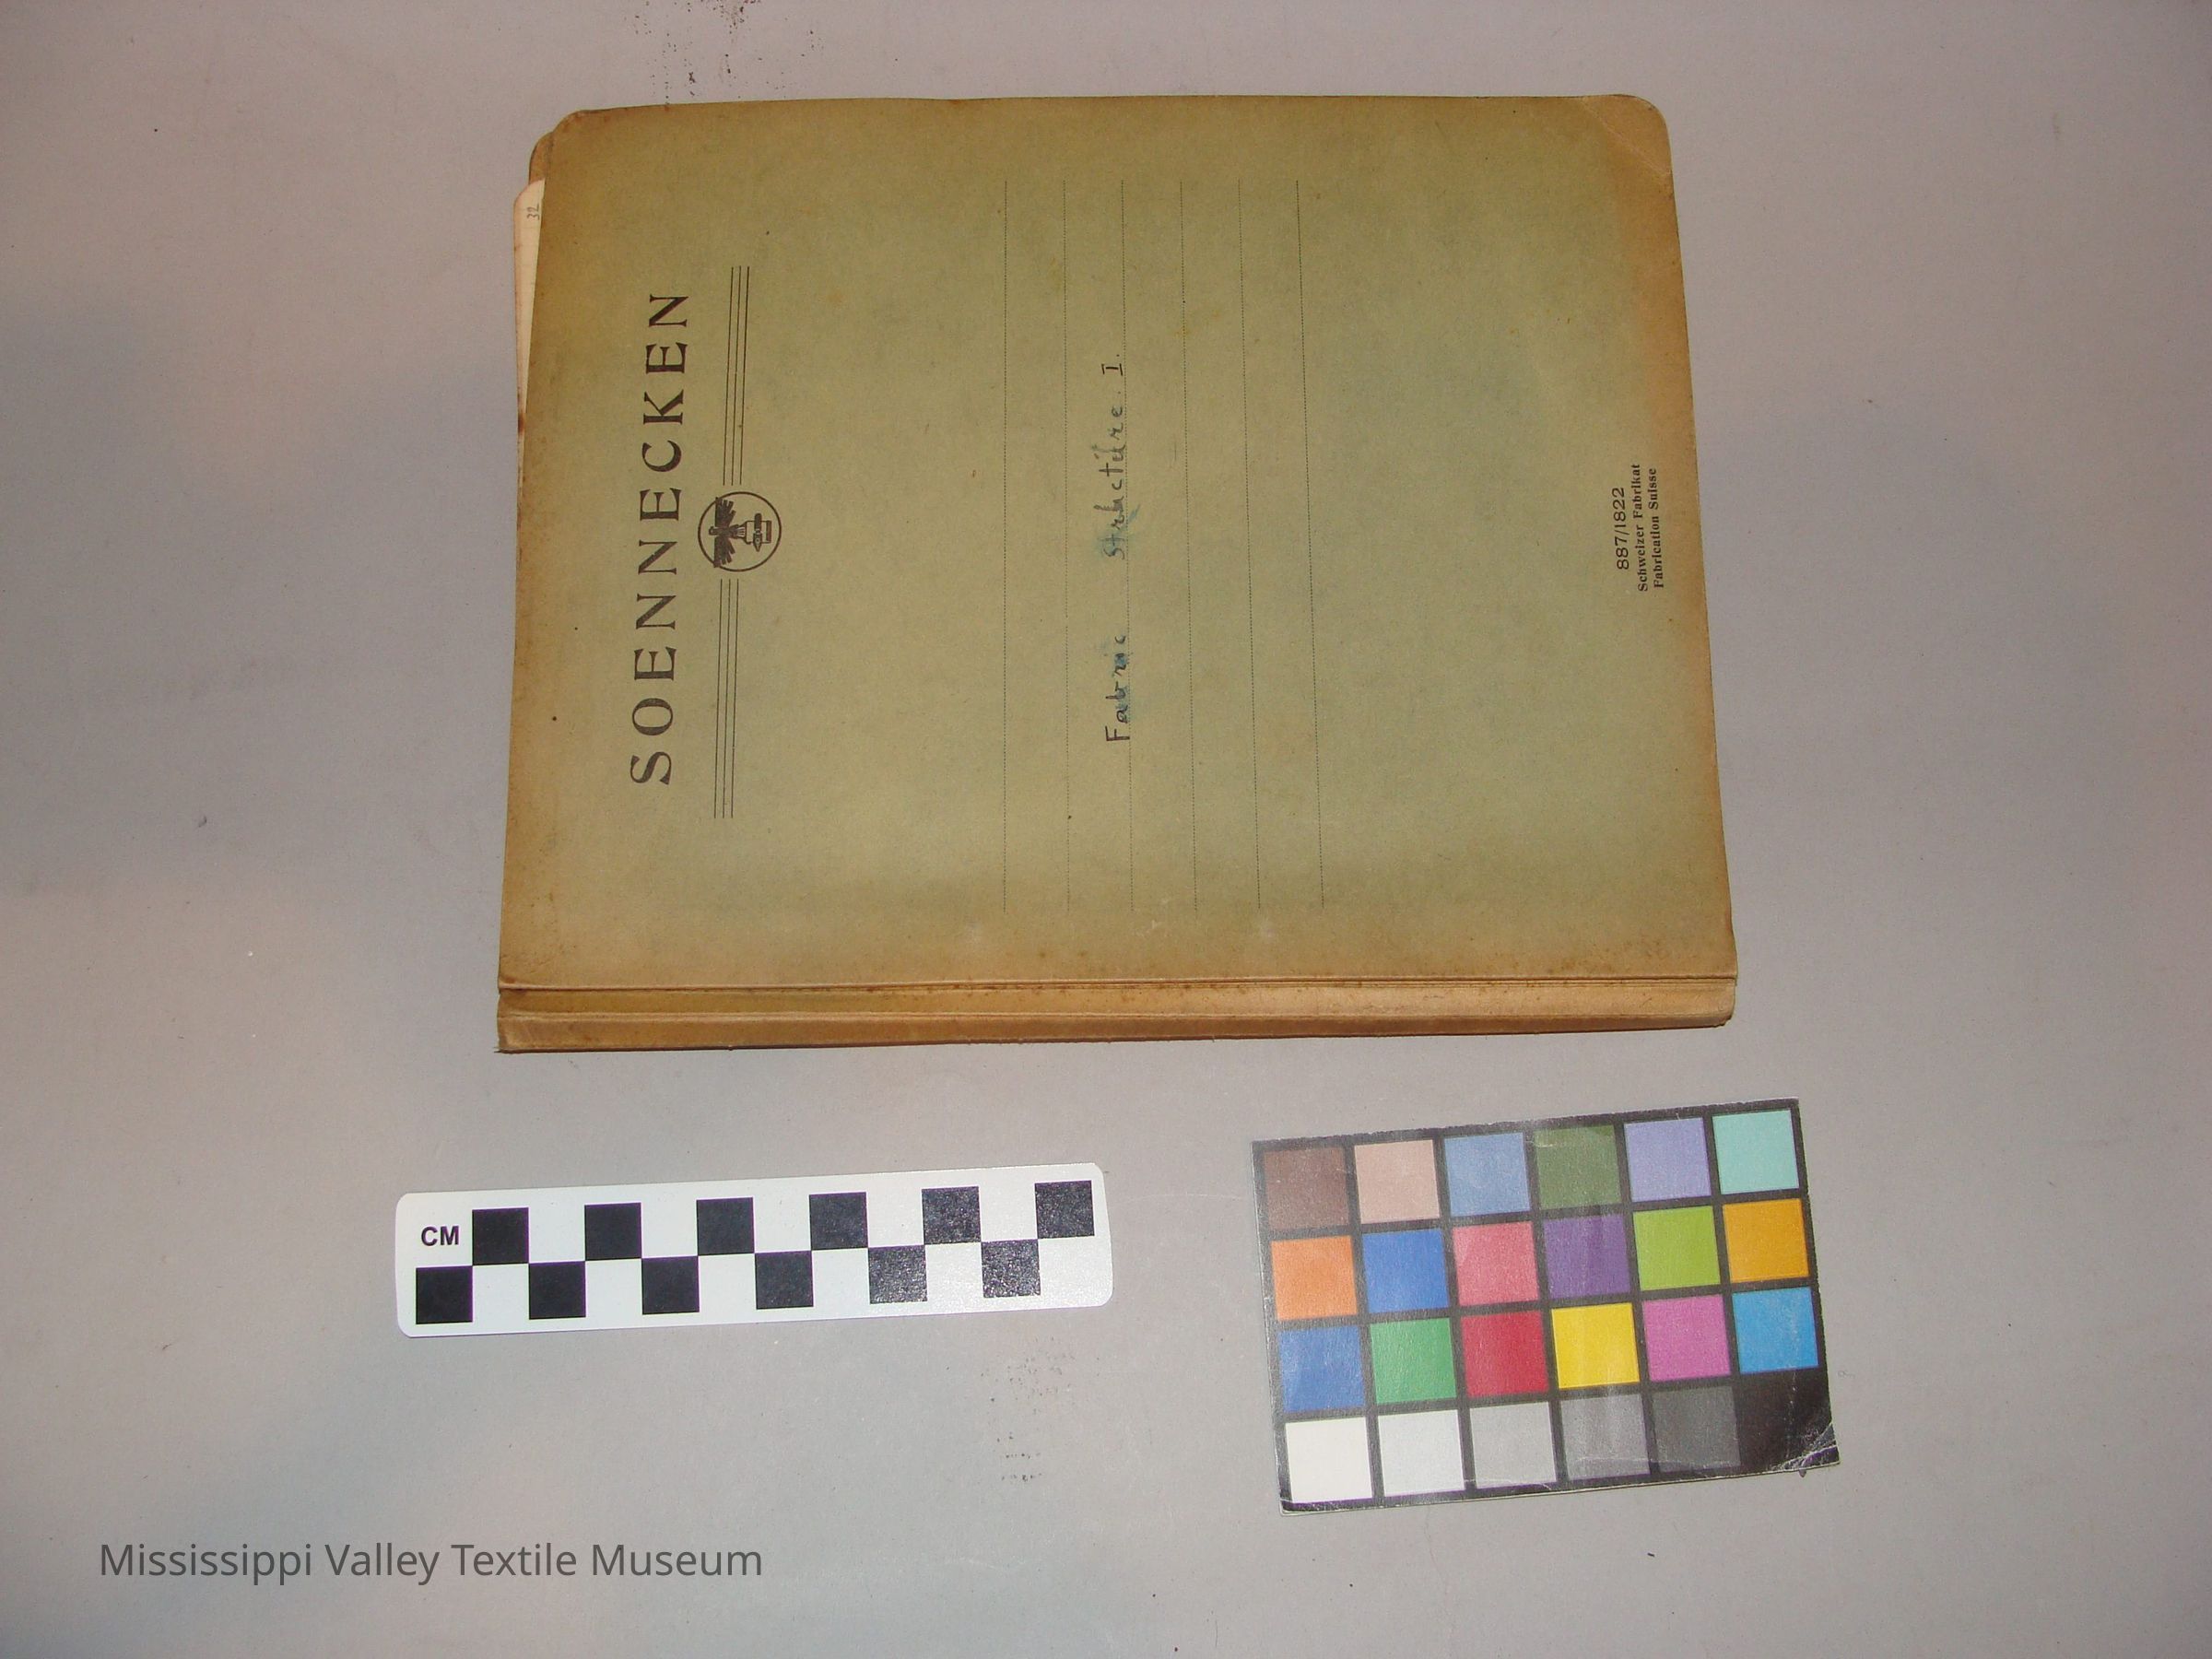 SOENNECKEN
Fabric Structure. I.
887/1822
Schweizer Fabrikat
Fabrication Suisse
32
CM
Mississippi Valley Textile Museum